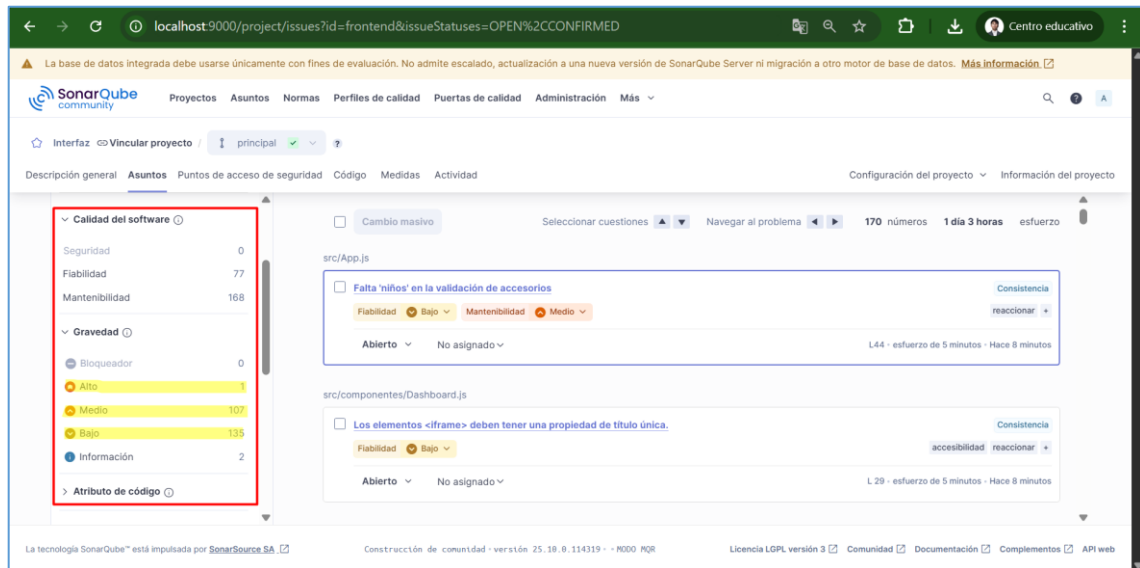 localhost:9000/project/issues?id=frontend&issueStatuses=OPEN%2CCONFIRMED
Centro educativo
La base de datos integrada debe usarse únicamente con fines de evaluación. No admite escalado, actualización a una nueva versión de SonarQube Server ni migración a otro motor de base de datos. Más información
SonarQube community Proyectos Asuntos Normas Perfiles de calidad Puertas de calidad Administración Más A
Interfaz Vincular proyecto / principal ?
Descripción general Asuntos Puntos de acceso de seguridad Código Medidas Actividad Configuración del proyecto Información del proyecto
Calidad del software
Seguridad 0
Fiabilidad 77
Mantenibilidad 168
Gravedad
Bloqueador 0
Alto 1
Medio 107
Bajo 135
Información 2
Atributo de código
Cambio masivo Seleccionar cuestiones Navegar al problema 170 números 1 día 3 horas esfuerzo
src/App.js
Falta 'niños' en la validación de accesorios Consistencia
Fiabilidad Bajo Mantenibilidad Medio reaccionar +
Abierto No asignado L44 · esfuerzo de 5 minutos · Hace 8 minutos
src/componentes/Dashboard.js
Los elementos <iframe> deben tener una propiedad de título única. Consistencia
Fiabilidad Bajo accesibilidad reaccionar +
Abierto No asignado L 29 · esfuerzo de 5 minutos · Hace 8 minutos
La tecnología SonarQube™ está impulsada por SonarSource SA Construcción de comunidad · versión 25.10.0.114319 · · MODO MQR Licencia LGPL versión 3 Comunidad Documentación Complementos API web